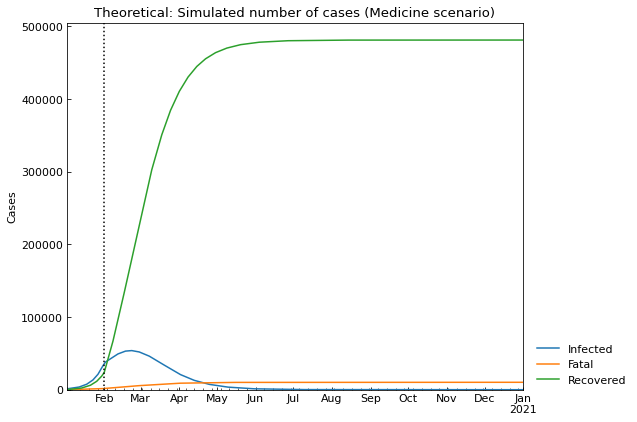 Theoretical: Simulated number of cases (Medicine scenario)
Cases
500000
400000
300000
200000
100000
0
Feb Mar Apr May Jun Jul Aug Sep Oct Nov Dec Jan
2021
Infected
Fatal
Recovered